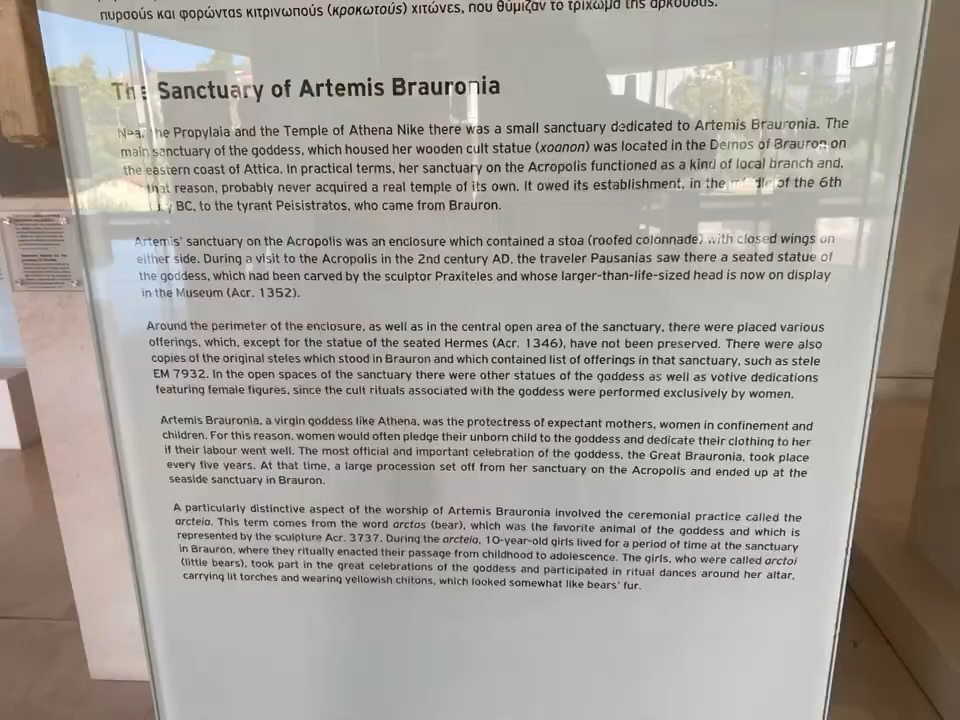 πυρσούς και φορώντας κιτρινωπούς (κροκωτούς) χιτώνες, που θύμιζαν το τρίχωμα της αρκούδας.
The Sanctuary of Artemis Brauronia
the Propylaia and the Temple of Athena Nike there was a small sanctuary dedicated to Artemis Brauronia. The
main sanctuary of the goddess, which housed her wooden cult statue (xoanon) was located in the Demos of Brauron on
the eastern coast of Attica. In practical terms, her sanctuary on the Acropolis functioned as a kind of local branch and,
that reason, probably never acquired a real temple of its own. It owed its establishment, in the middle of the 6th
BC, to the tyrant Peisistratos, who came from Brauron.
Artemis' sanctuary on the Acropolis was an enclosure which contained a stoa (roofed colonnade) with closed wings on
either side. During a visit to the Acropolis in the 2nd century AD, the traveler Pausanias saw there a seated statue of
the goddess, which had been carved by the sculptor Praxiteles and whose larger-than-life-sized head is now on display
in the Museum (Acr. 1352).
Around the perimeter of the enclosure, as well as in the central open area of the sanctuary, there were placed various
offerings, which, except for the statue of the seated Hermes (Acr. 1346), have not been preserved. There were also
copies of the original steles which stood in Brauron and which contained list of offerings in that sanctuary, such as stele
EM 7932. In the open spaces of the sanctuary there were other statues of the goddess as well as votive dedications
featuring female figures, since the cult rituals associated with the goddess were performed exclusively by women.
Artemis Brauronia, a virgin goddess like Athena, was the protectress of expectant mothers, women in confinement and
children. For this reason, women would often pledge their unborn child to the goddess and dedicate their clothing to her
if their labour went well. The most official and important celebration of the goddess, the Great Brauronia, took place
every five years. At that time, a large procession set off from her sanctuary on the Acropolis and ended up at the
seaside sanctuary in Brauron.
A particularly distinctive aspect of the worship of Artemis Brauronia involved the ceremonial practice called the
arcteia. This term comes from the word arctos (bear), which was the favorite animal of the goddess and which is
represented by the sculpture Acr. 3737. During the arcteia, 10-year-old girls lived for a period of time at the sanctuary
in Brauron, where they ritually enacted their passage from childhood to adolescence. The girls, who were called arctoi
(little bears), took part in the great celebrations of the goddess and participated in ritual dances around her altar,
carrying lit torches and wearing yellowish chitons, which looked somewhat like bears' fur.